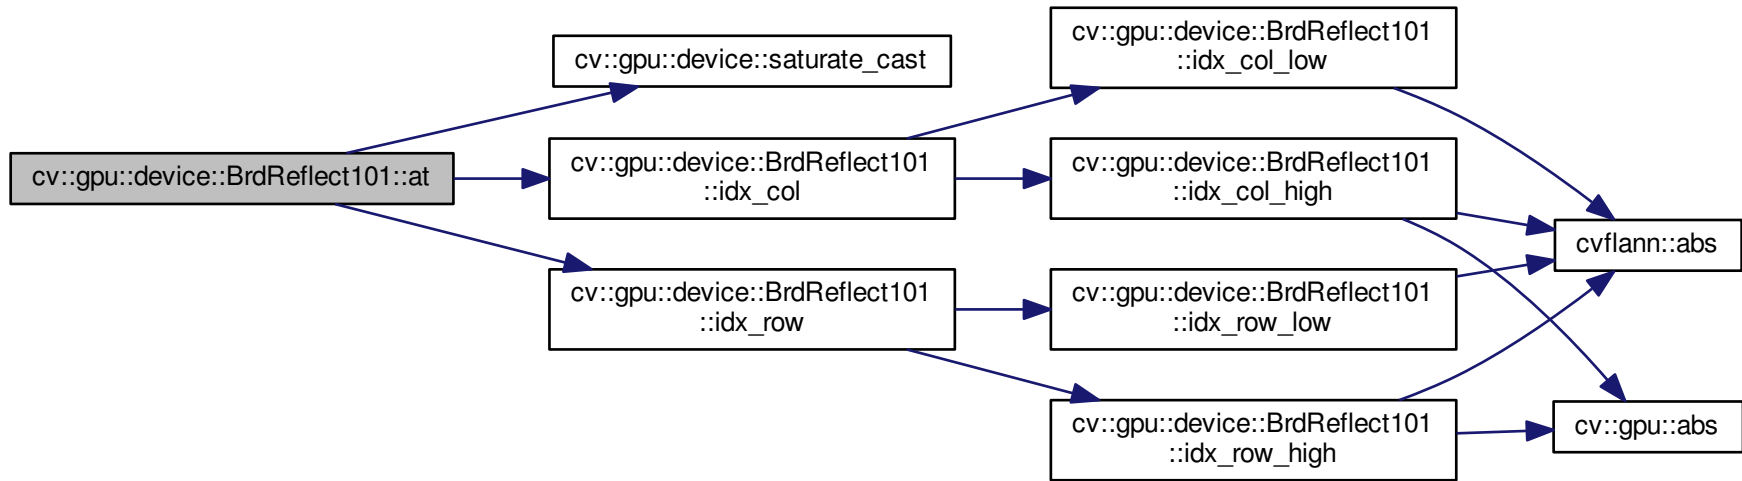 cv::gpu::device::BrdReflect101::at
cv::gpu::device::saturate_cast
cv::gpu::device::BrdReflect101
::idx_col
cv::gpu::device::BrdReflect101
::idx_row
cv::gpu::device::BrdReflect101
::idx_col_low
cv::gpu::device::BrdReflect101
::idx_col_high
cv::gpu::device::BrdReflect101
::idx_row_low
cv::gpu::device::BrdReflect101
::idx_row_high
cvflann::abs
cv::gpu::abs